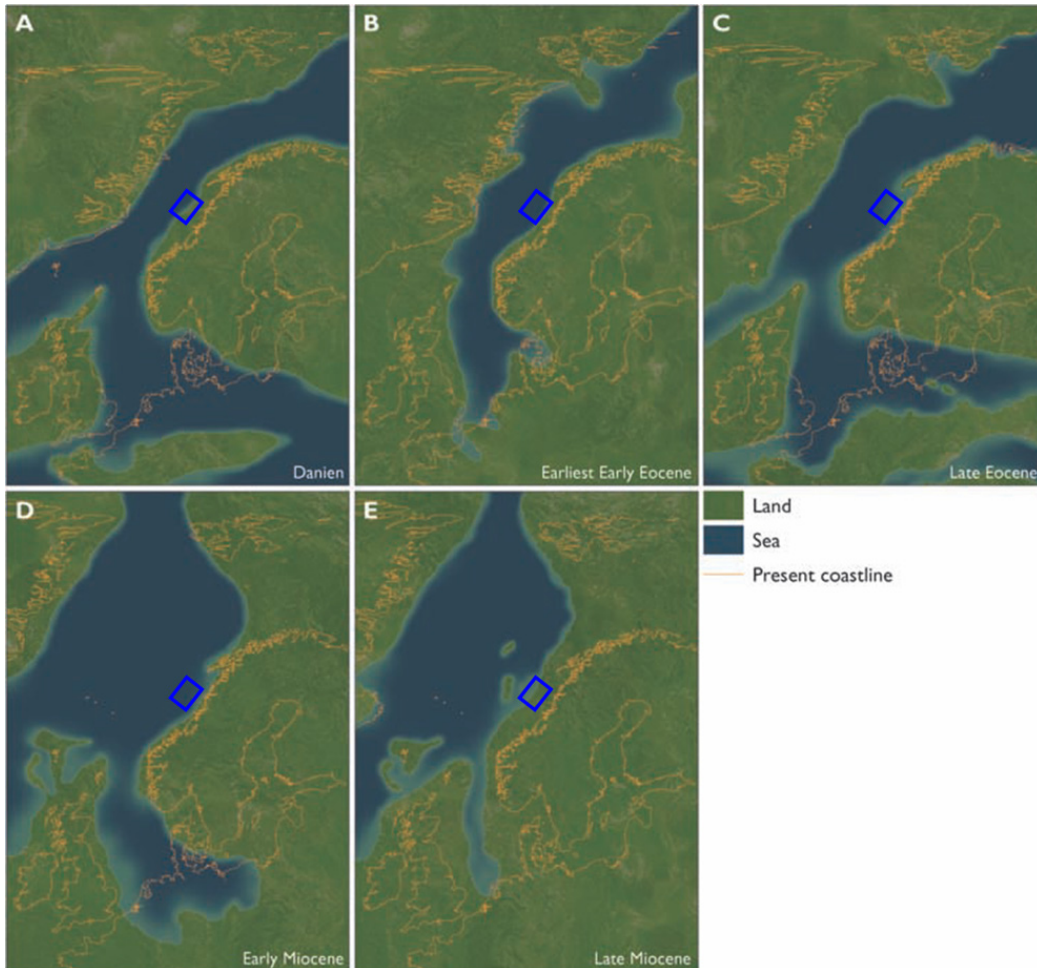 A
Danien
B
Earliest Early Eocene
C
Late Eocene
D
Early Miocene
E
Late Miocene
Land
Sea
Present coastline